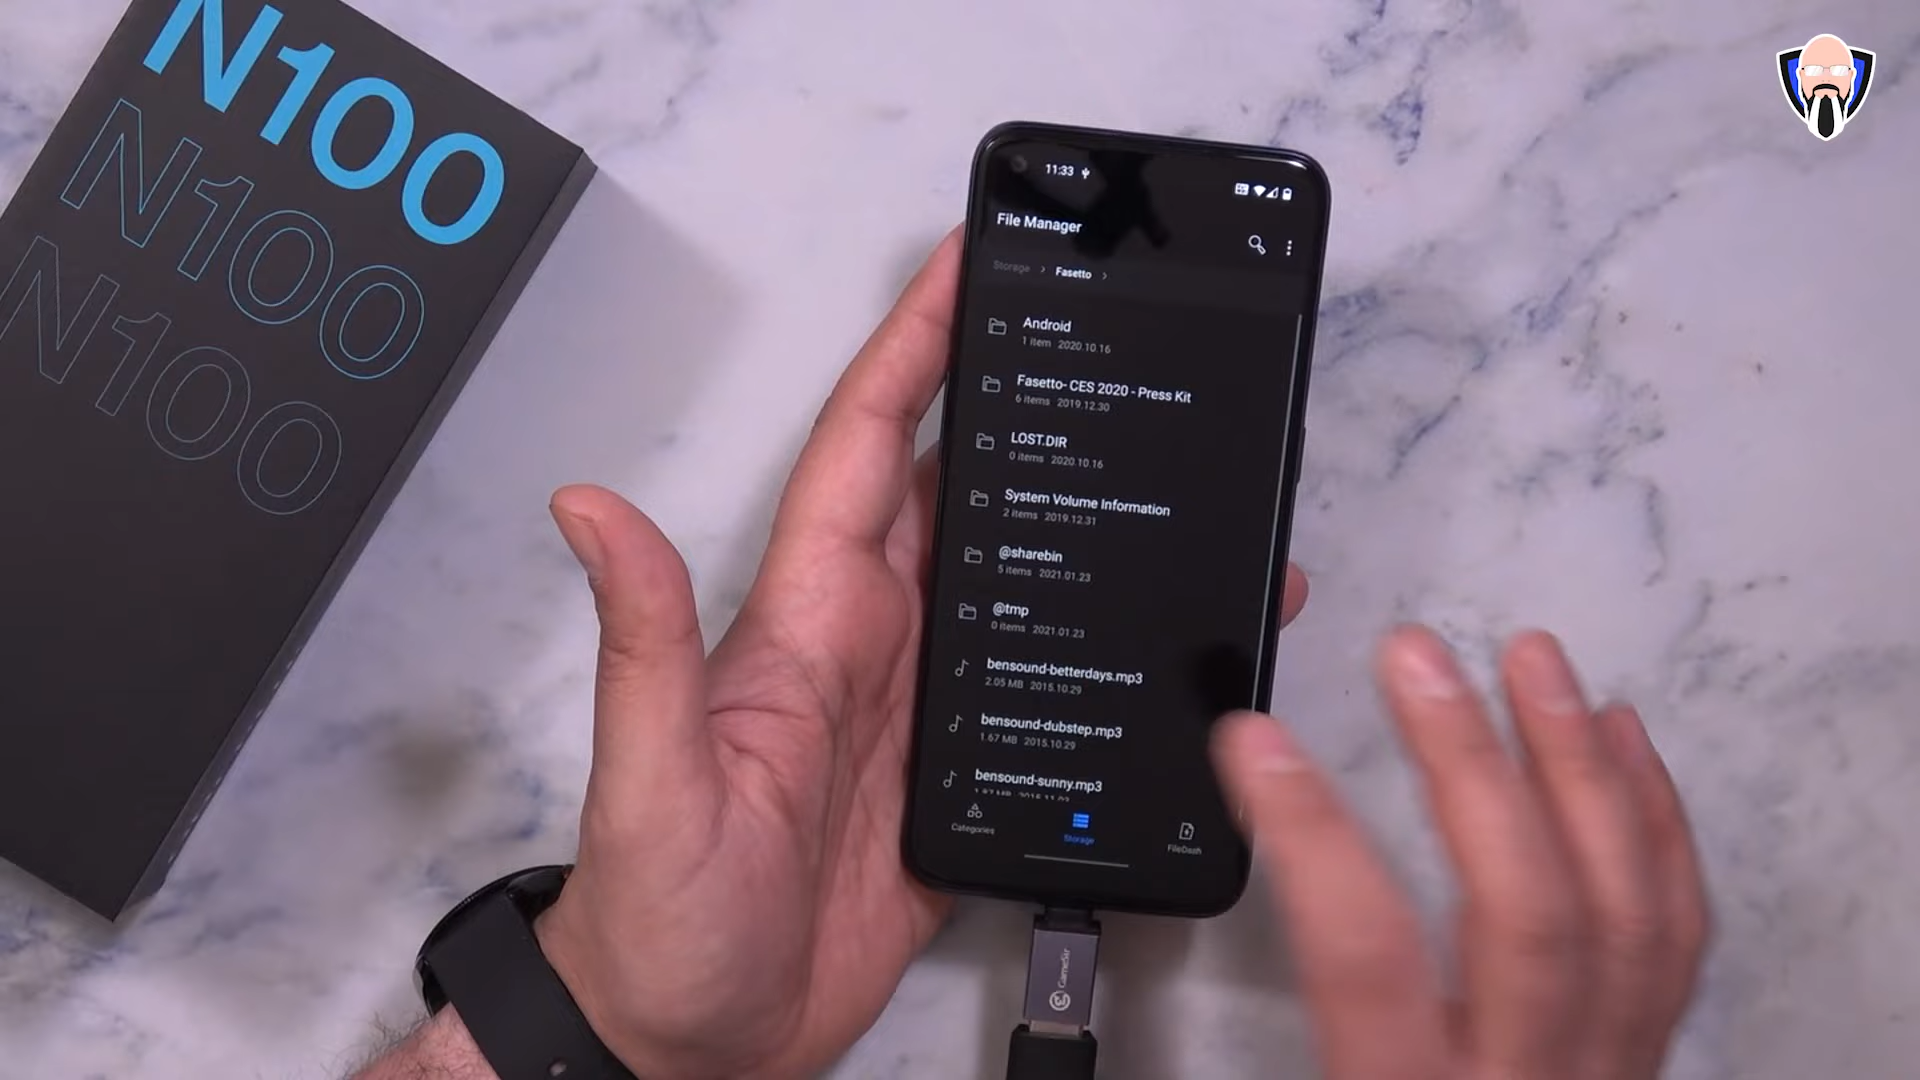 N100
N100
N100
11:33
File Manager
Storage > Fasetto >
Android
1 item 2020.10.16
Fasetto- CES 2020 - Press Kit
6 items 2019.12.30
LOST.DIR
0 items 2020.10.16
System Volume Information
2 items 2019.12.31
@sharebin
5 items 2021.01.23
@tmp
0 items 2021.01.23
bensound-betterdays.mp3
2.05 MB 2015.10.29
bensound-dubstep.mp3
1.67 MB 2015.10.29
bensound-sunny.mp3
Categories
Storage
FileDash
GameSir